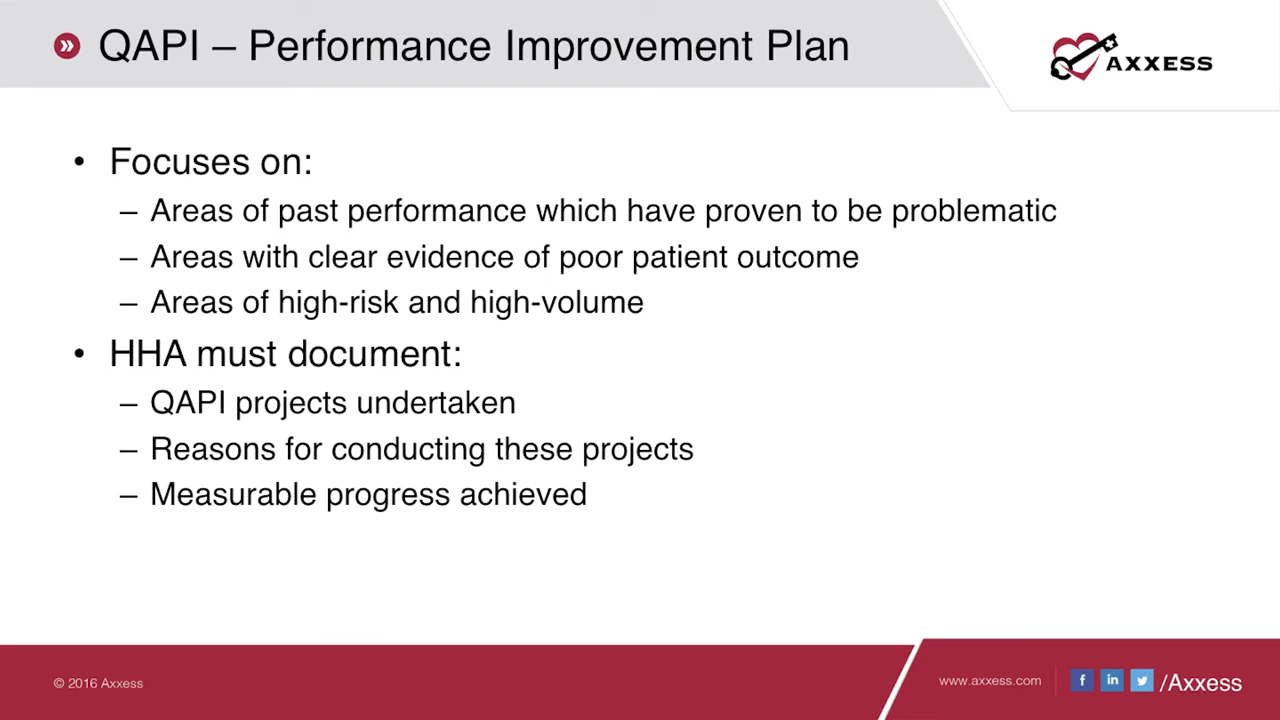 QAPI – Performance Improvement Plan
AXXESS
• Focuses on:
– Areas of past performance which have proven to be problematic
– Areas with clear evidence of poor patient outcome
– Areas of high-risk and high-volume
• HHA must document:
– QAPI projects undertaken
– Reasons for conducting these projects
– Measurable progress achieved
© 2016 Axxess
www.axxess.com
/Axxess